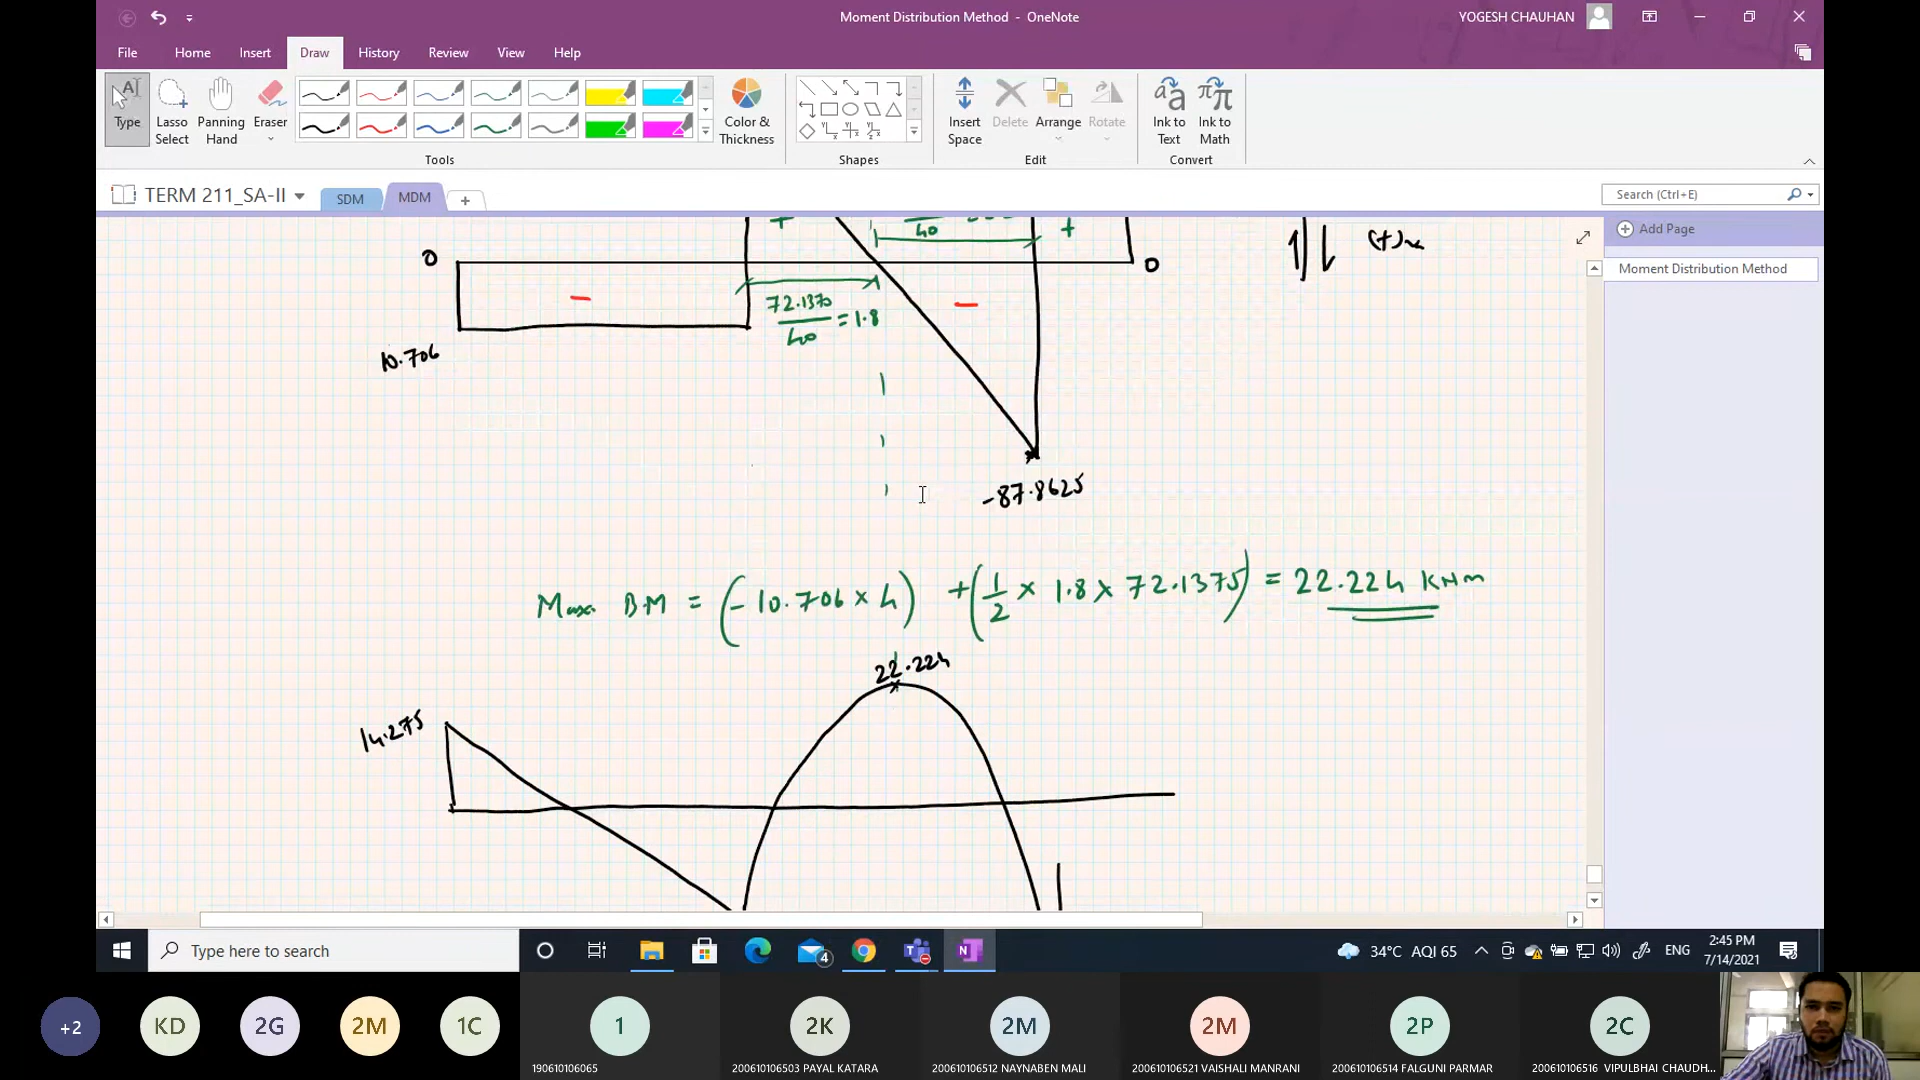 Moment Distribution Method - OneNote
YOGESH CHAUHAN
File Home Insert Draw History Review View Help
Type
Lasso Select
Panning Hand
Eraser
Color & Thickness
Insert Space
Delete
Arrange
Rotate
Ink to Text
Ink to Math
Tools
Shapes
Edit
Convert
TERM 211_SA-II
SDM
MDM
Search (Ctrl+E)
Add Page
Moment Distribution Method
40
+
+
(+)ve
0
0
−
−
72.1370
/40 = 1.8
10.706
-87.8625
Max. BM = (-10.706 × 4) + (1/2 × 1.8 × 72.1375) = 22.224 KNm
22.224
14.275
Type here to search
4
34°C AQI 65
ENG
2:45 PM
7/14/2021
+2
KD
2G
2M
1C
1
2K
2M
2M
2P
2C
190610106065
200610106503 PAYAL KATARA
200610106512 NAYNABEN MALI
200610106521 VAISHALI MANRANI
200610106514 FALGUNI PARMAR
200610106516 VIPULBHAI CHAUDH...